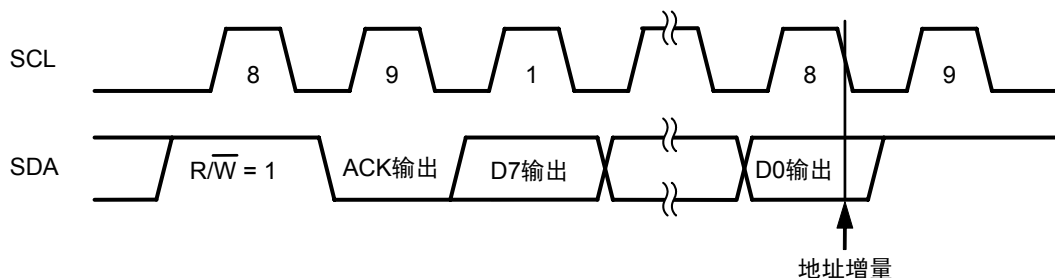 SCL
8
9
1
8
9
SDA
R/W̅ = 1
ACK输出
D7输出
D0输出
地址增量